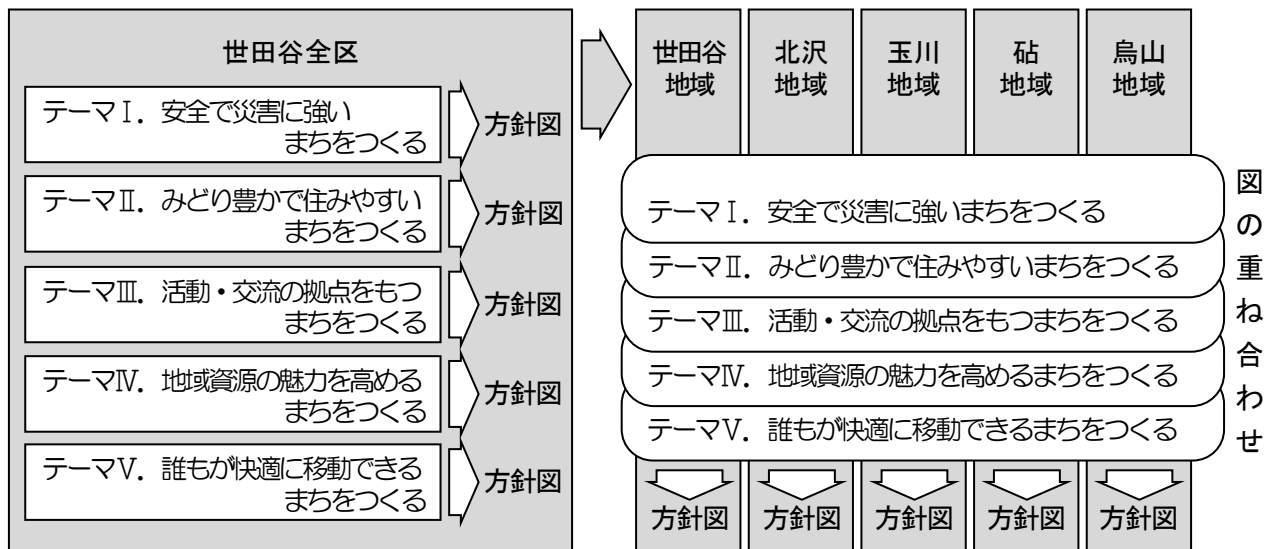 世田谷全区
テーマⅠ．安全で災害に強い
まちをつくる
方針図
テーマⅡ．みどり豊かで住みやすい
まちをつくる
方針図
テーマⅢ．活動・交流の拠点をもつ
まちをつくる
方針図
テーマⅣ．地域資源の魅力を高める
まちをつくる
方針図
テーマⅤ．誰もが快適に移動できる
まちをつくる
方針図
世田谷
地域
北沢
地域
玉川
地域
砧
地域
烏山
地域
テーマⅠ．安全で災害に強いまちをつくる
テーマⅡ．みどり豊かで住みやすいまちをつくる
テーマⅢ．活動・交流の拠点をもつまちをつくる
テーマⅣ．地域資源の魅力を高めるまちをつくる
テーマⅤ．誰もが快適に移動できるまちをつくる
図の重ね合わせ
方針図
方針図
方針図
方針図
方針図